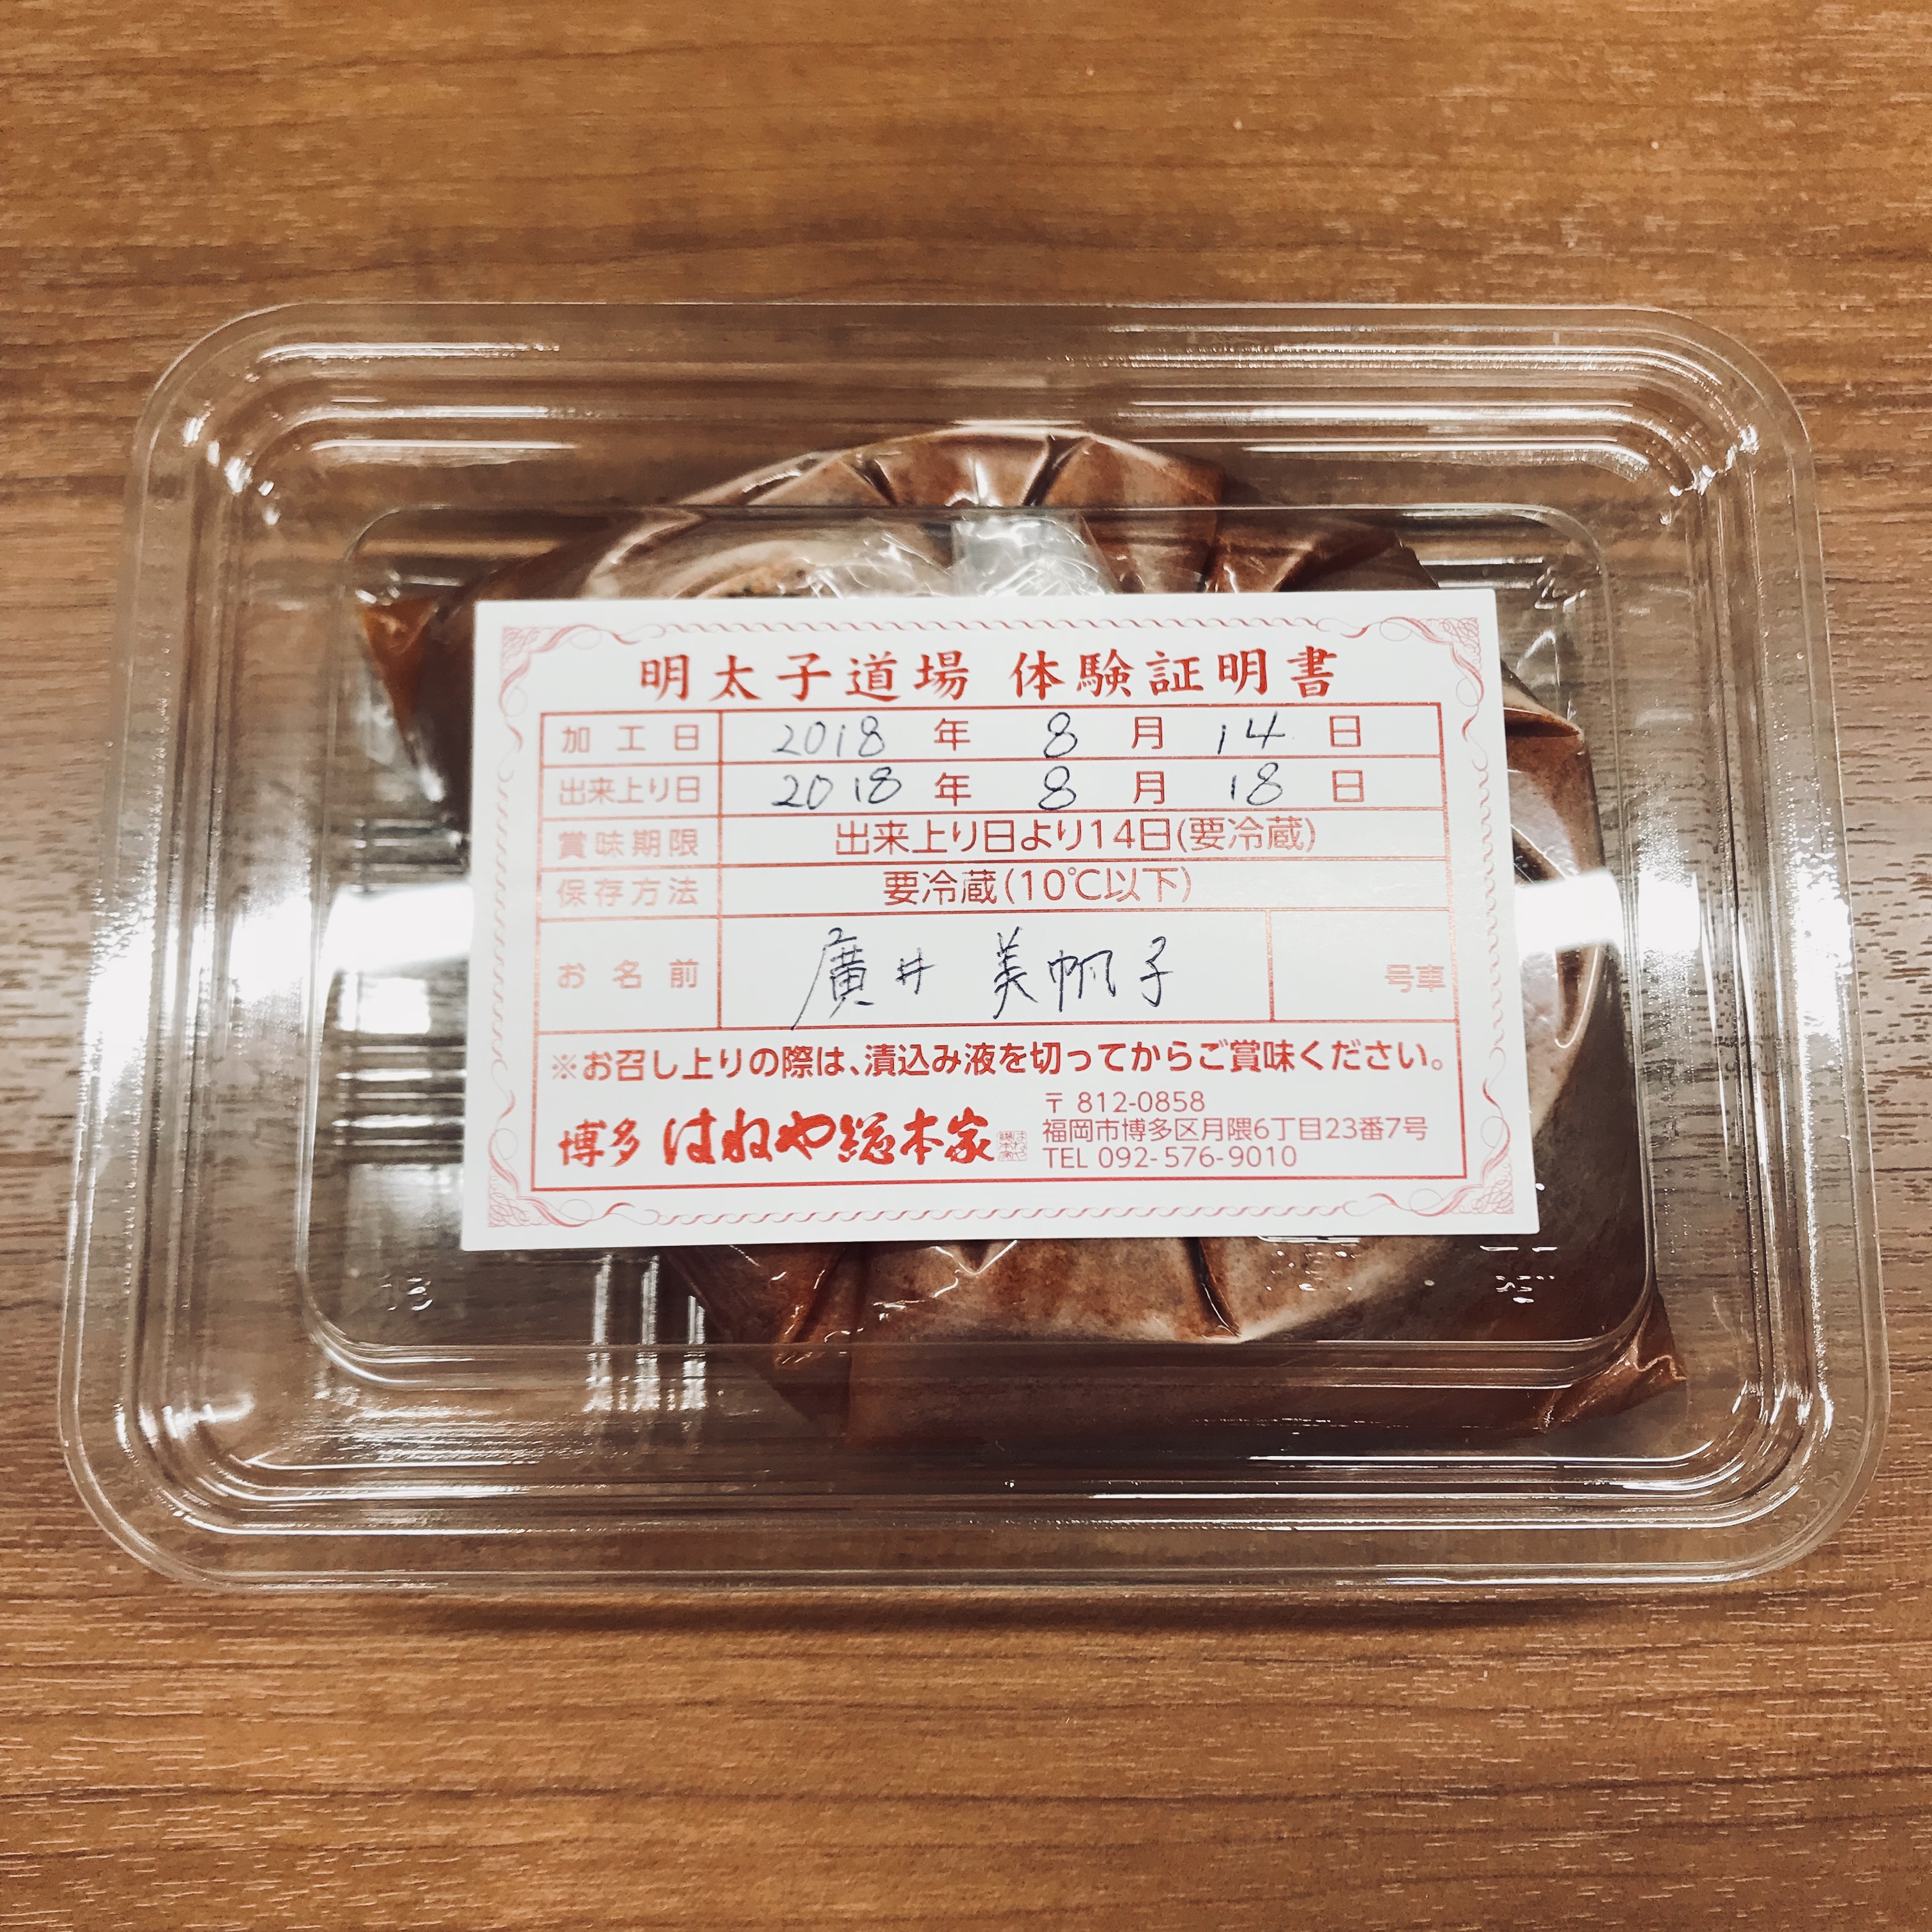 明太子道場 体験証明書
加工日 2018 年 8 月 14 日
出来上り日 2018 年 8 月 18 日
賞味期限 出来上り日より14日(要冷蔵)
保存方法 要冷蔵(10℃以下)
お名前 廣井 美帆子 号車
※お召し上りの際は、漬込み液を切ってからご賞味ください。
博多 はねや総本家
〒 812-0858
福岡市博多区月隈6丁目23番7号
TEL 092-576-9010